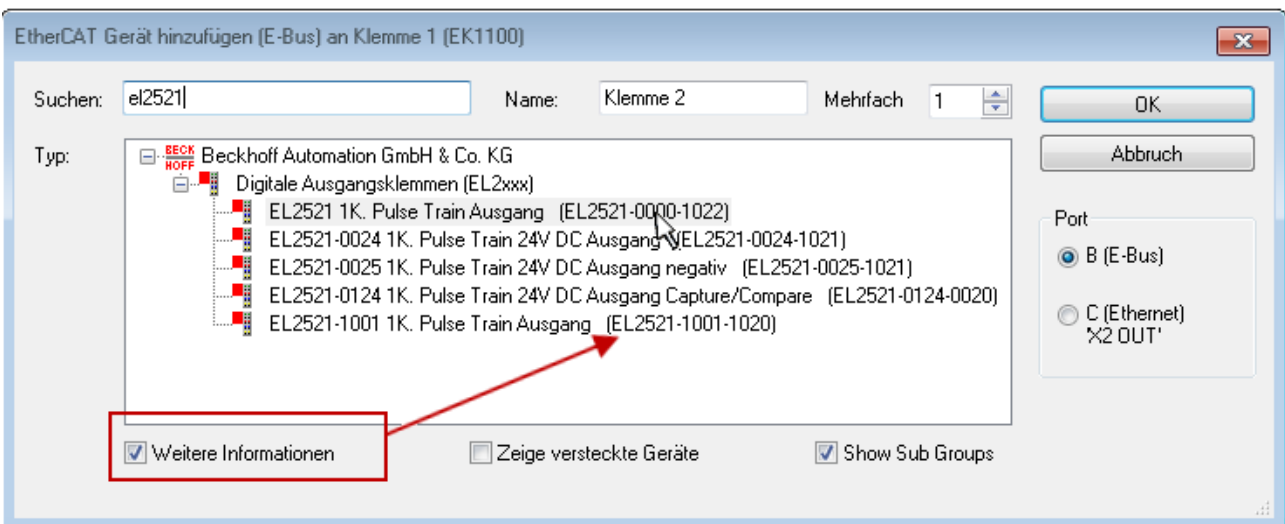 EtherCAT Gerät hinzufügen (E-Bus) an Klemme 1 (EK1100)
Suchen: el2521 Name: Klemme 2 Mehrfach 1 OK
Typ: BECKHOFF Beckhoff Automation GmbH & Co. KG Abbruch
Digitale Ausgangsklemmen (EL2xxx)
EL2521 1K. Pulse Train Ausgang (EL2521-0000-1022)
Port
EL2521-0024 1K. Pulse Train 24V DC Ausgang (EL2521-0024-1021)
B (E-Bus)
EL2521-0025 1K. Pulse Train 24V DC Ausgang negativ (EL2521-0025-1021)
EL2521-0124 1K. Pulse Train 24V DC Ausgang Capture/Compare (EL2521-0124-0020)
C (Ethernet)
'X2 OUT'
EL2521-1001 1K. Pulse Train Ausgang (EL2521-1001-1020)
Weitere Informationen Zeige versteckte Geräte Show Sub Groups